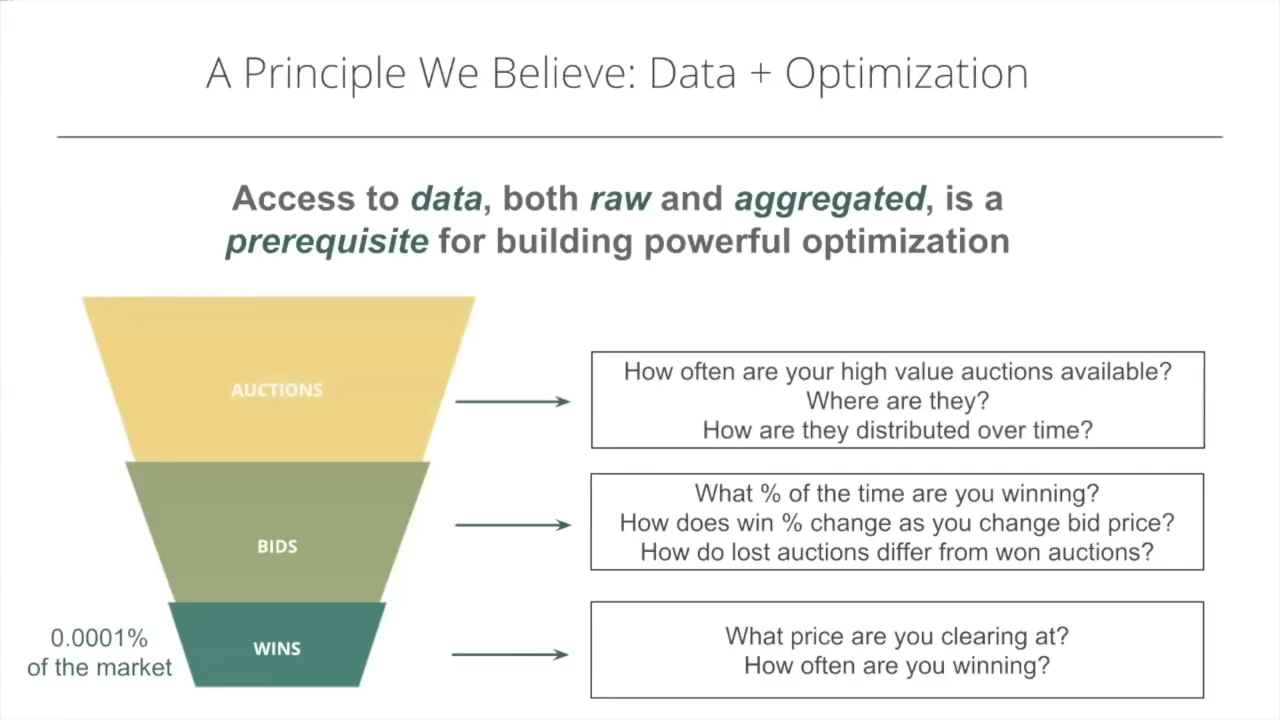 A Principle We Believe: Data + Optimization
Access to data, both raw and aggregated, is a
prerequisite for building powerful optimization
AUCTIONS
How often are your high value auctions available?
Where are they?
How are they distributed over time?
BIDS
What % of the time are you winning?
How does win % change as you change bid price?
How do lost auctions differ from won auctions?
0.0001%
of the market
WINS
What price are you clearing at?
How often are you winning?